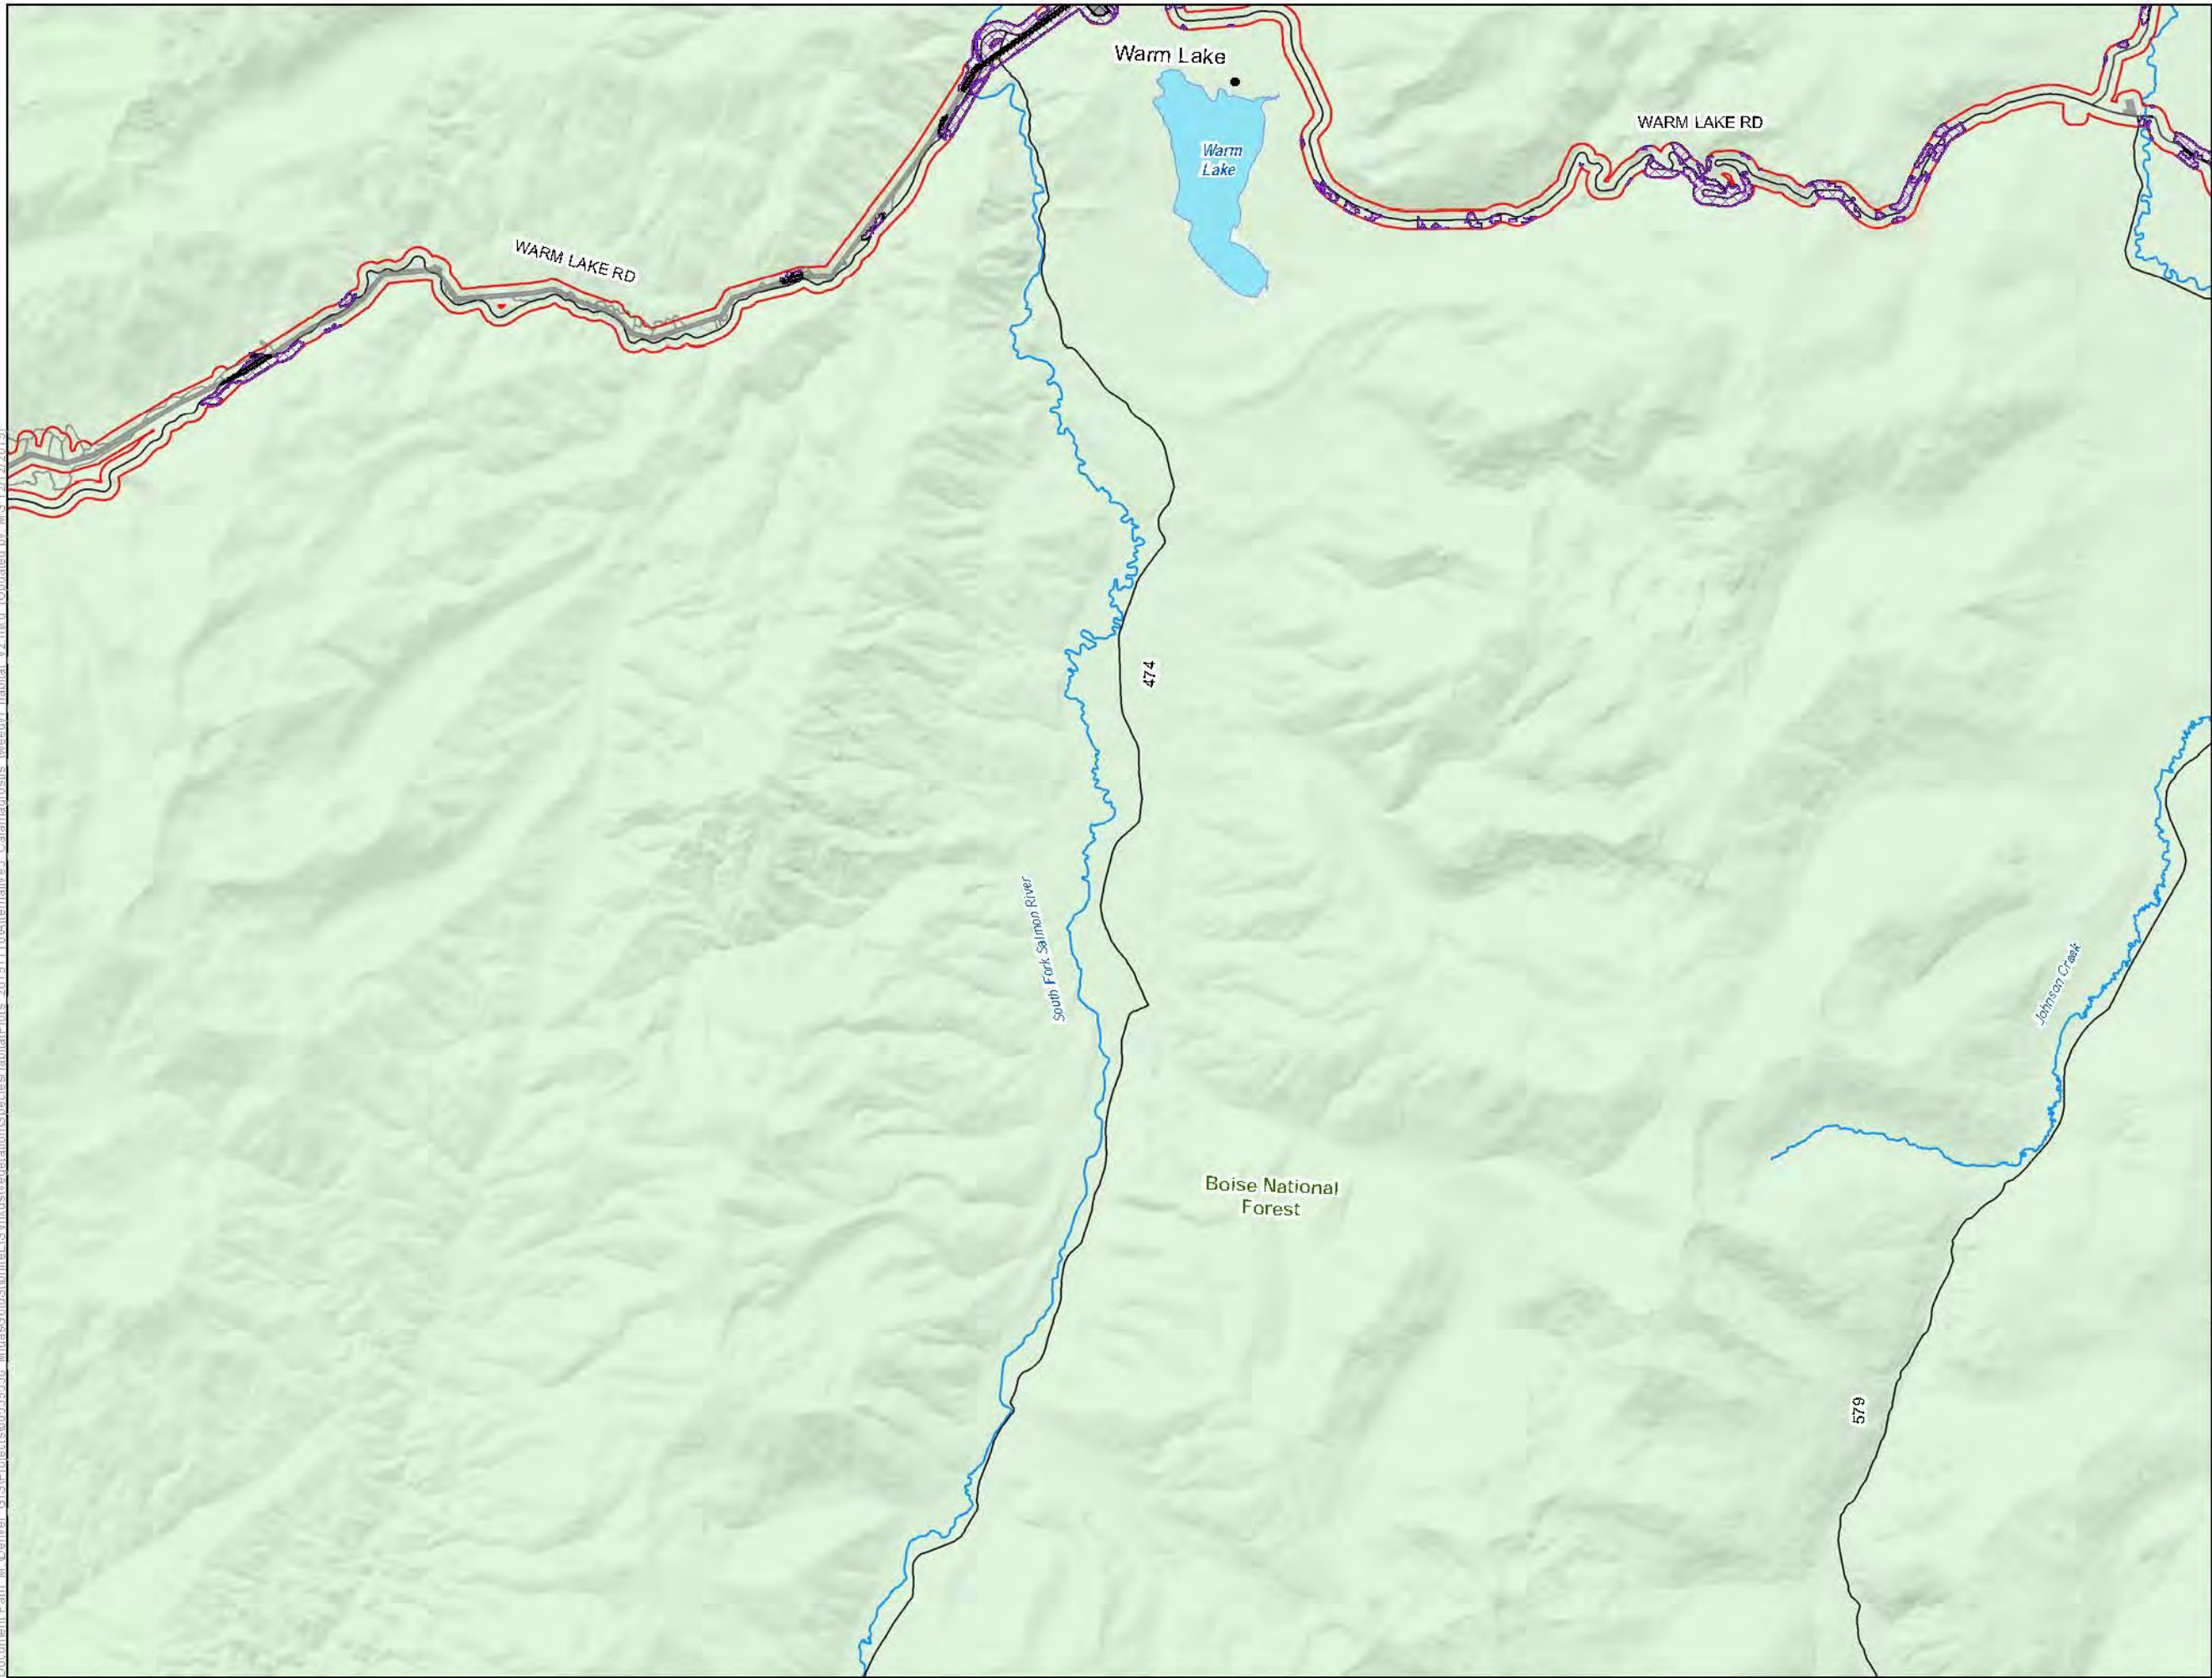 Warm Lake
WARM LAKE RD
Warm
Lake
WARM LAKE RD
474
South Fork Salmon River
Johnson Creek
Boise National
Forest
579